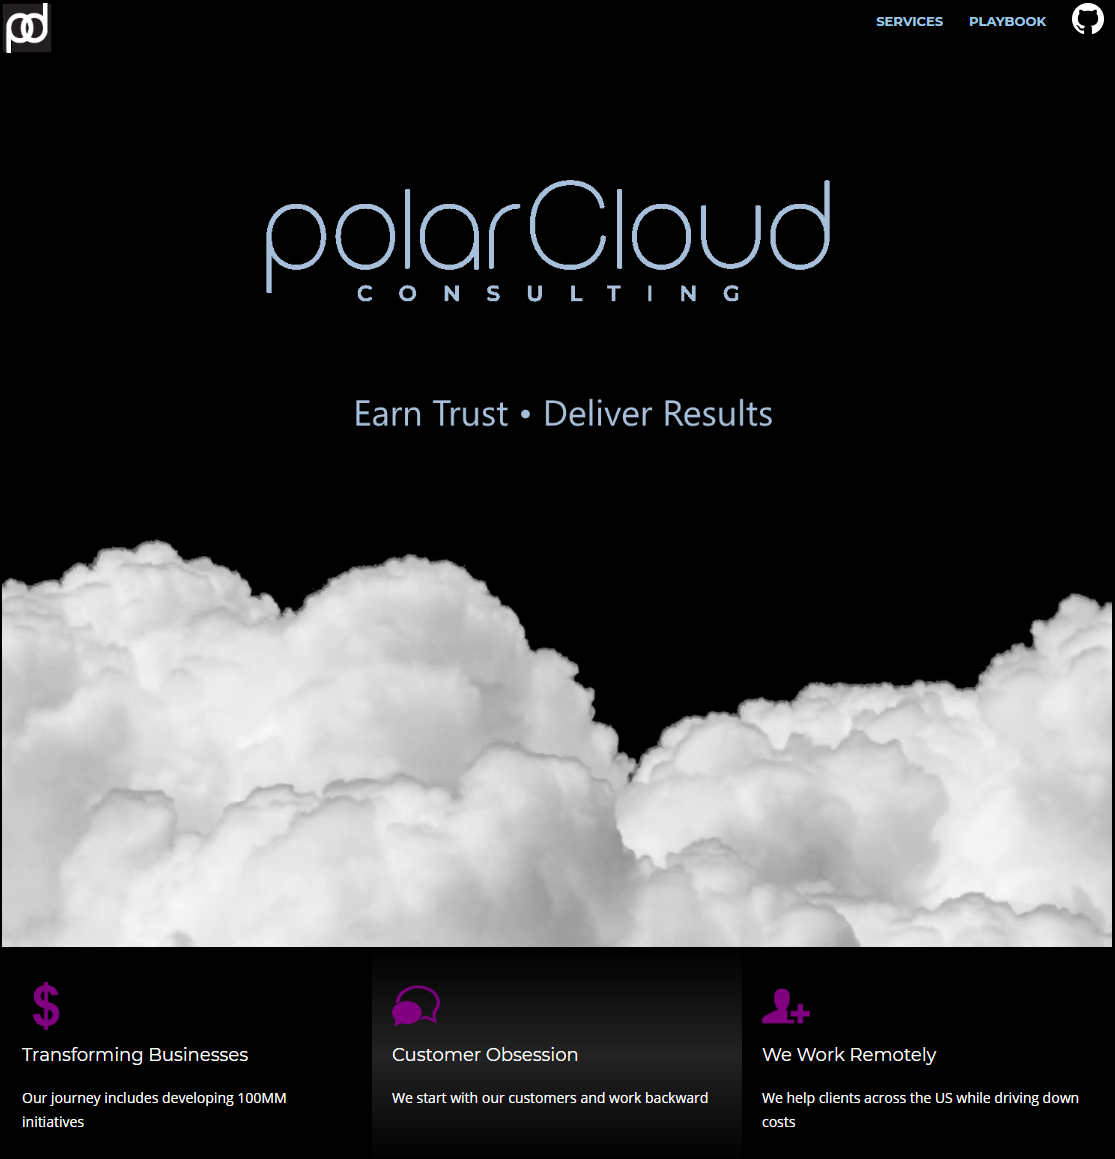 pd
SERVICES PLAYBOOK
polarCloud
CONSULTING
Earn Trust • Deliver Results
$
Transforming Businesses
Our journey includes developing 100MM
initiatives
Customer Obsession
We start with our customers and work backward
We Work Remotely
We help clients across the US while driving down
costs